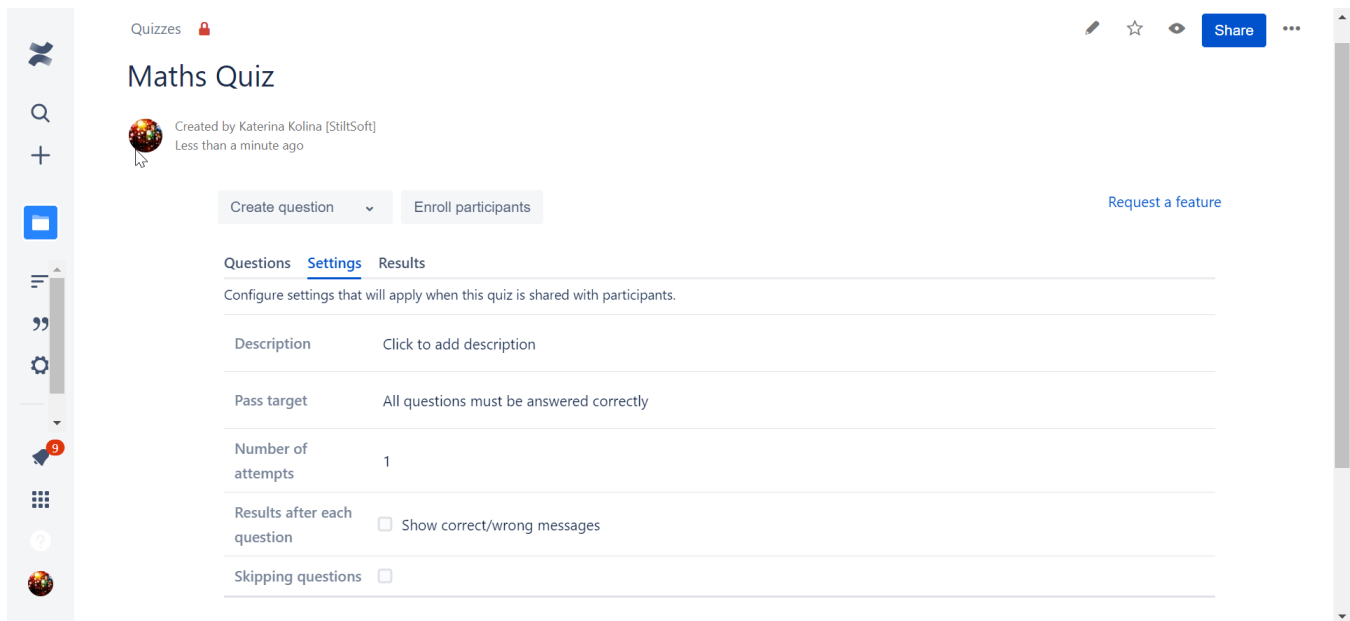 Quizzes
Share
Maths Quiz
Created by Katerina Kolina [StiltSoft]
Less than a minute ago
Create question
Enroll participants
Request a feature
Questions Settings Results
Configure settings that will apply when this quiz is shared with participants.
Description
Click to add description
Pass target
All questions must be answered correctly
Number of
attempts
1
Results after each
question
Show correct/wrong messages
Skipping questions
9